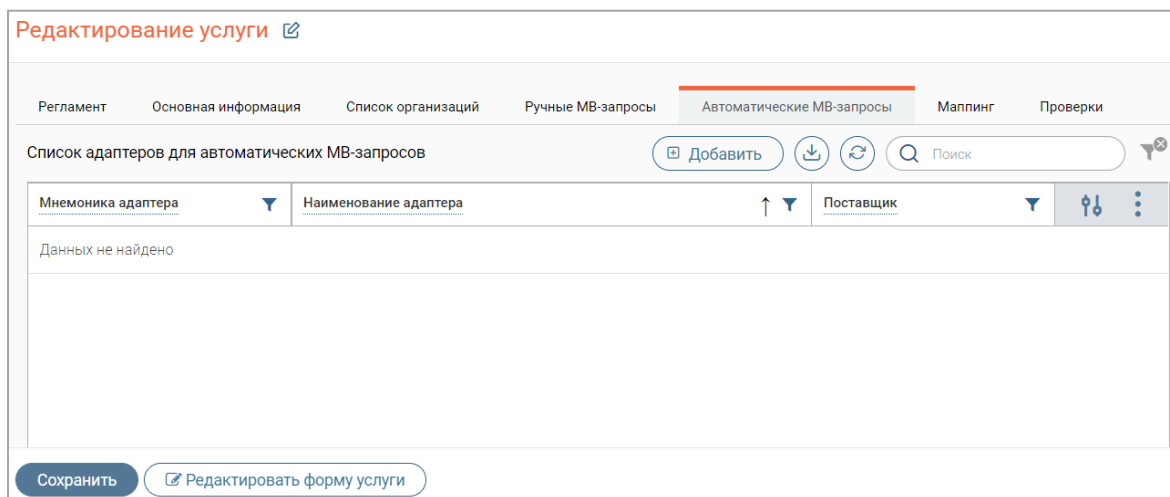 Редактирование услуги
Регламент Основная информация Список организаций Ручные МВ-запросы Автоматические МВ-запросы Маппинг Проверки
Список адаптеров для автоматических МВ-запросов Добавить Поиск
Мнемоника адаптера Наименование адаптера Поставщик
Данных не найдено
Сохранить Редактировать форму услуги